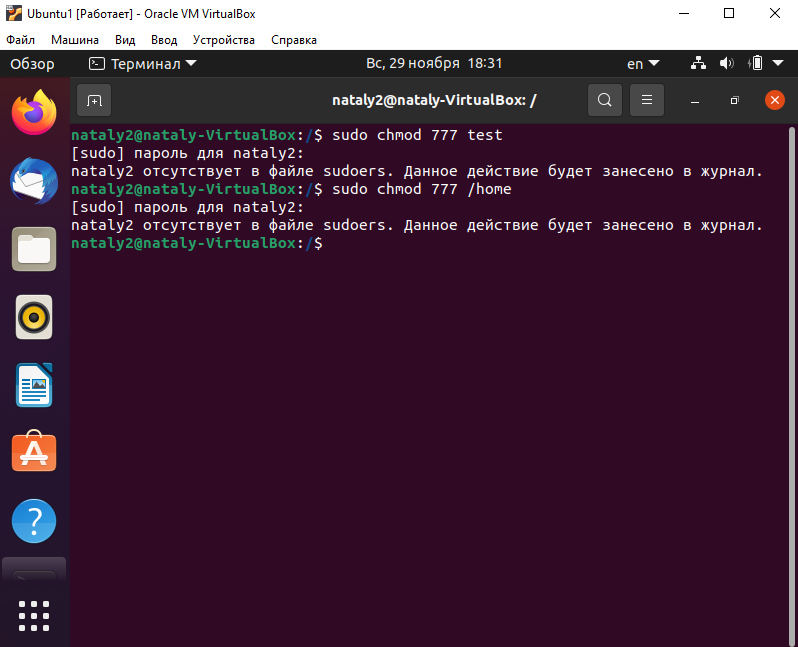 Ubuntu1 [Работает] - Oracle VM VirtualBox
Файл Машина Вид Ввод Устройства Справка
Обзор Терминал Вс, 29 ноября 18:31 en
nataly2@nataly-VirtualBox: /
nataly2@nataly-VirtualBox:/$ sudo chmod 777 test
[sudo] пароль для nataly2:
nataly2 отсутствует в файле sudoers. Данное действие будет занесено в журнал.
nataly2@nataly-VirtualBox:/$ sudo chmod 777 /home
[sudo] пароль для nataly2:
nataly2 отсутствует в файле sudoers. Данное действие будет занесено в журнал.
nataly2@nataly-VirtualBox:/$